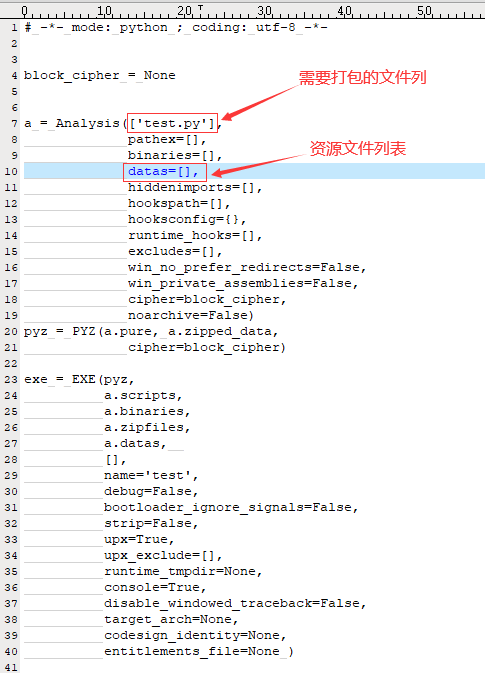 0 10 20 30 40 50
1 # -*- mode: python ; coding: utf-8 -*-
2
3
4 block_cipher = None
5
6
7 a = Analysis(['test.py'],
需要打包的文件列
8 pathex=[],
9 binaries=[],
资源文件列表
10 datas=[],
11 hiddenimports=[],
12 hookspath=[],
13 hooksconfig={},
14 runtime_hooks=[],
15 excludes=[],
16 win_no_prefer_redirects=False,
17 win_private_assemblies=False,
18 cipher=block_cipher,
19 noarchive=False)
20 pyz = PYZ(a.pure, a.zipped_data,
21 cipher=block_cipher)
22
23 exe = EXE(pyz,
24 a.scripts,
25 a.binaries,
26 a.zipfiles,
27 a.datas,
28 [],
29 name='test',
30 debug=False,
31 bootloader_ignore_signals=False,
32 strip=False,
33 upx=True,
34 upx_exclude=[],
35 runtime_tmpdir=None,
36 console=True,
37 disable_windowed_traceback=False,
38 target_arch=None,
39 codesign_identity=None,
40 entitlements_file=None )
41